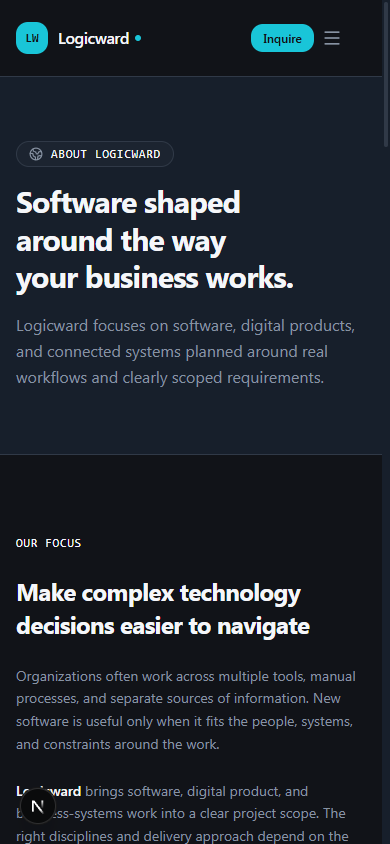 LW Logicward Inquire
ABOUT LOGICWARD
Software shaped
around the way
your business works.
Logicward focuses on software, digital products,
and connected systems planned around real
workflows and clearly scoped requirements.
OUR FOCUS
Make complex technology
decisions easier to navigate
Organizations often work across multiple tools, manual
processes, and separate sources of information. New
software is useful only when it fits the people, systems,
and constraints around the work.
Logicward brings software, digital product, and
business-systems work into a clear project scope. The
N
right disciplines and delivery approach depend on the